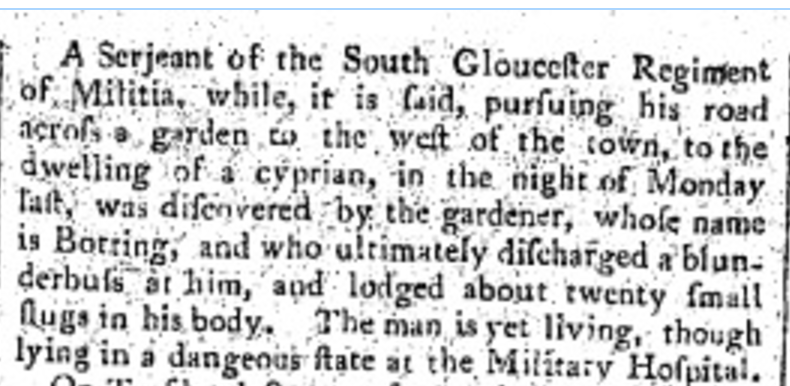 A Serjeant of the South Glouceſter Regiment
of Militia, while, it is ſaid, purſuing his road
acroſs a garden to the weſt of the town, to the
dwelling of a cyprian, in the night of Monday
laſt, was diſcovered by the gardener, whoſe name
is Botting, and who ultimately diſcharged a blun-
derbuſs at him, and lodged about twenty ſmall
ſlugs in his body. The man is yet living, though
lying in a dangeous ſtate at the Military Hoſpital.